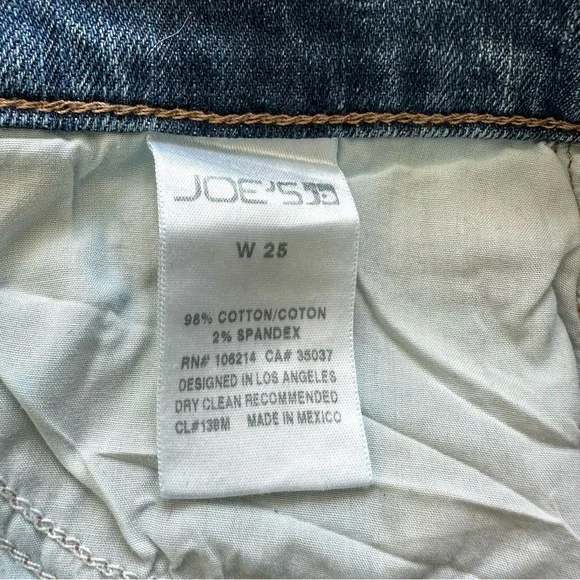 JOE'S
W 25
98% COTTON/COTON
2% SPANDEX
RN# 106214 CA# 35037
DESIGNED IN LOS ANGELES
DRY CLEAN RECOMMENDED
CL#139M MADE IN MEXICO